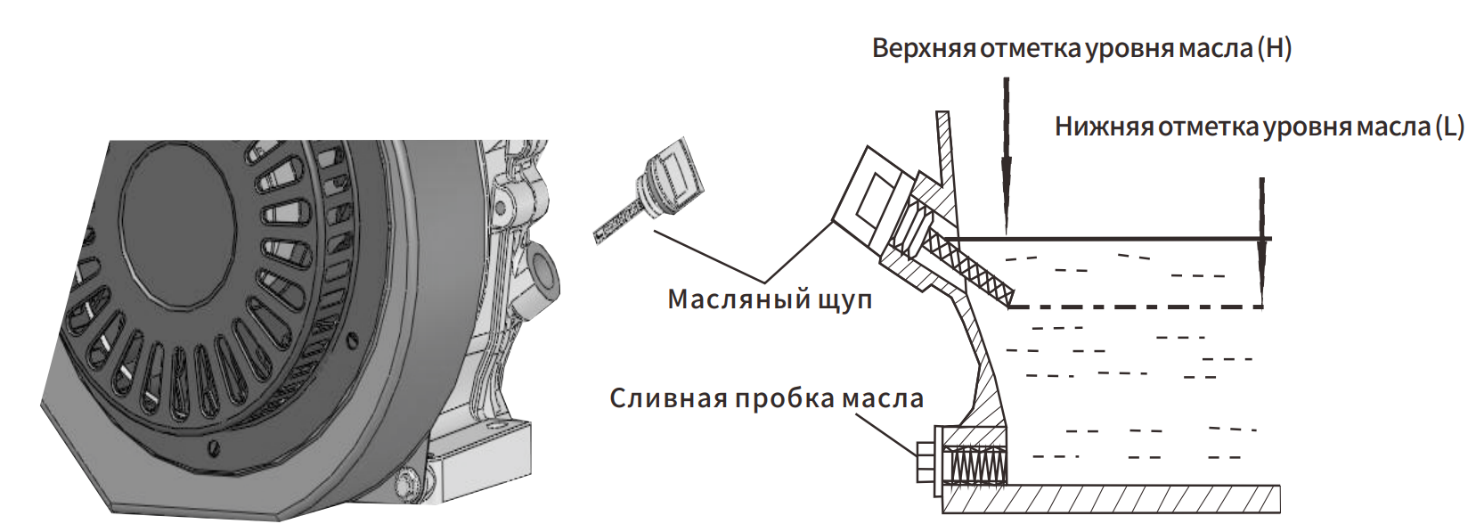 Верхняя отметка уровня масла (H)
Нижняя отметка уровня масла (L)
Масляный щуп
Сливная пробка масла